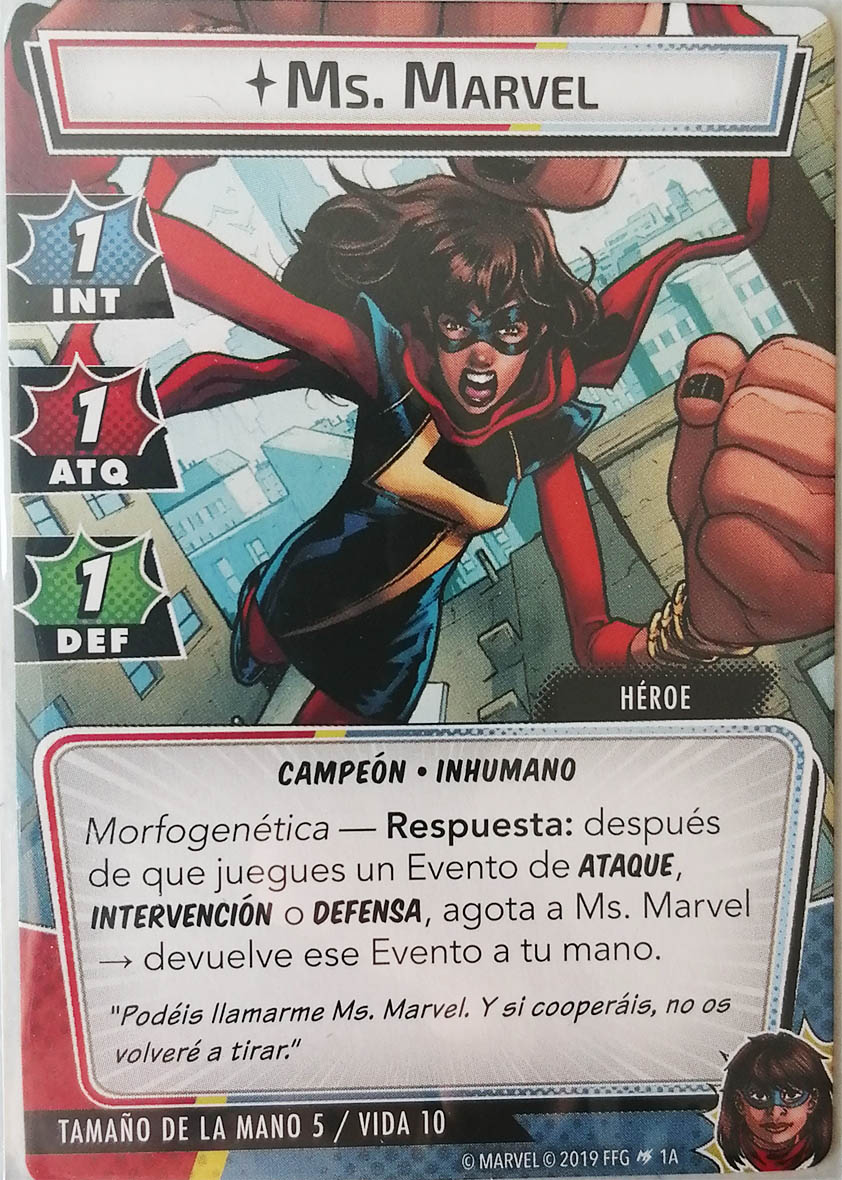 Ms. Marvel
1
INT
1
ATQ
1
DEF
HÉROE
CAMPEÓN • INHUMANO
Morfogenética — Respuesta: después
de que juegues un Evento de ATAQUE,
INTERVENCIÓN o DEFENSA, agota a Ms. Marvel
→ devuelve ese Evento a tu mano.
"Podéis llamarme Ms. Marvel. Y si cooperáis, no os
volveré a tirar."
TAMAÑO DE LA MANO 5 / VIDA 10
© MARVEL © 2019 FFG 1A